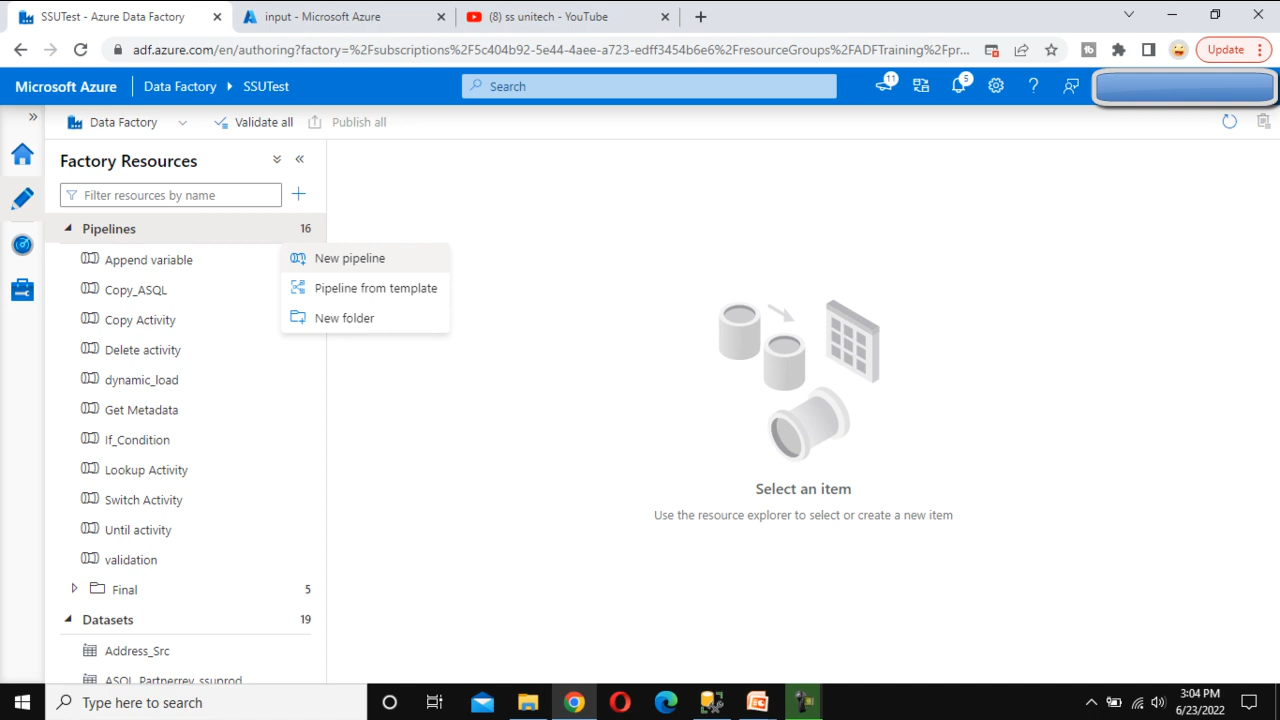 SSUTest - Azure Data Factory
input - Microsoft Azure
(8) ss unitech - YouTube
adf.azure.com/en/authoring?factory=%2Fsubscriptions%2F5c404b92-5e44-4aee-a723-edff3454b6e6%2FresourceGroups%2FADFTraining%2Fpr...
Update
Microsoft Azure
Data Factory
SSUTest
Search
11
5
Data Factory
Validate all
Publish all
Factory Resources
Filter resources by name
Pipelines 16
New pipeline
Pipeline from template
New folder
Append variable
Copy_ASQL
Copy Activity
Delete activity
dynamic_load
Get Metadata
If_Condition
Lookup Activity
Switch Activity
Until activity
validation
Final 5
Datasets 19
Address_Src
ASQL_Partnerrev_ssuprod
Select an item
Use the resource explorer to select or create a new item
Type here to search
3:04 PM
6/23/2022